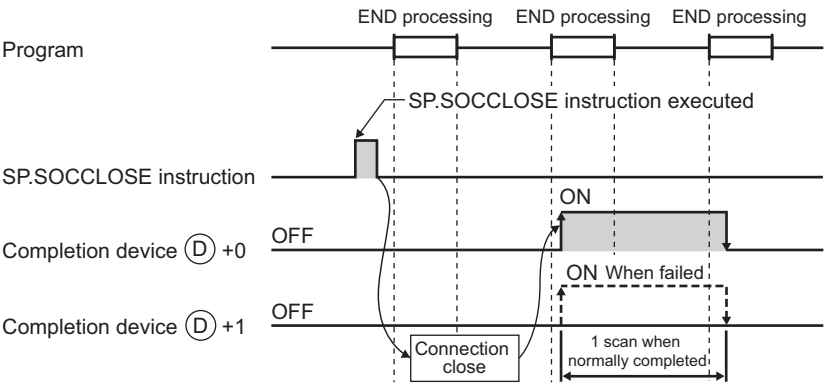 END processing END processing END processing
Program
SP.SOCCLOSE instruction executed
SP.SOCCLOSE instruction
ON
Completion device D +0 OFF
ON When failed
Completion device D +1 OFF
Connection
close
1 scan when
normally completed